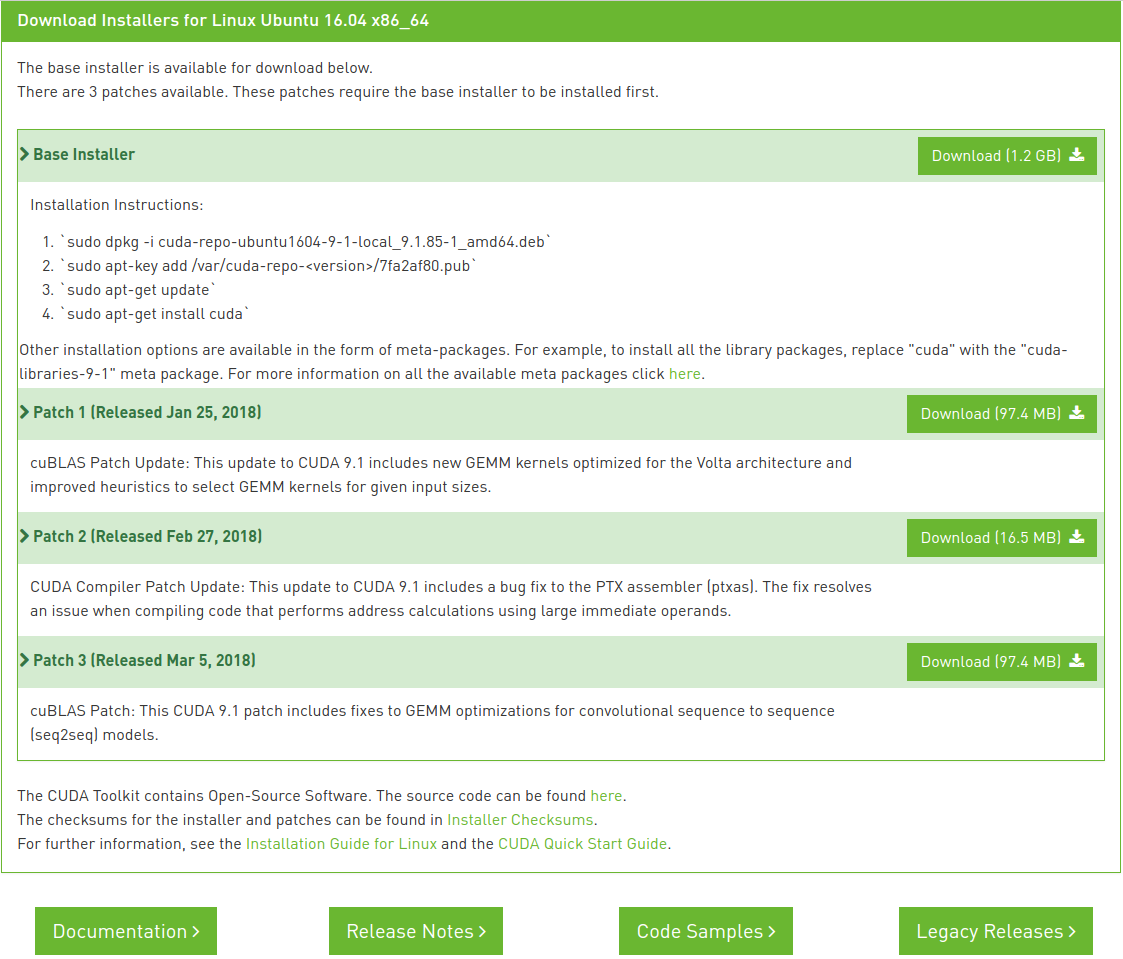 Download Installers for Linux Ubuntu 16.04 x86_64
The base installer is available for download below.
There are 3 patches available. These patches require the base installer to be installed first.
Base Installer
Download (1.2 GB)
Installation Instructions:
1. `sudo dpkg -i cuda-repo-ubuntu1604-9-1-local_9.1.85-1_amd64.deb`
2. `sudo apt-key add /var/cuda-repo-<version>/7fa2af80.pub`
3. `sudo apt-get update`
4. `sudo apt-get install cuda`
Other installation options are available in the form of meta-packages. For example, to install all the library packages, replace "cuda" with the "cuda-
libraries-9-1" meta package. For more information on all the available meta packages click here.
Patch 1 (Released Jan 25, 2018)
Download (97.4 MB)
cuBLAS Patch Update: This update to CUDA 9.1 includes new GEMM kernels optimized for the Volta architecture and
improved heuristics to select GEMM kernels for given input sizes.
Patch 2 (Released Feb 27, 2018)
Download (16.5 MB)
CUDA Compiler Patch Update: This update to CUDA 9.1 includes a bug fix to the PTX assembler (ptxas). The fix resolves
an issue when compiling code that performs address calculations using large immediate operands.
Patch 3 (Released Mar 5, 2018)
Download (97.4 MB)
cuBLAS Patch: This CUDA 9.1 patch includes fixes to GEMM optimizations for convolutional sequence to sequence
(seq2seq) models.
The CUDA Toolkit contains Open-Source Software. The source code can be found here.
The checksums for the installer and patches can be found in Installer Checksums.
For further information, see the Installation Guide for Linux and the CUDA Quick Start Guide.
Documentation >
Release Notes >
Code Samples >
Legacy Releases >